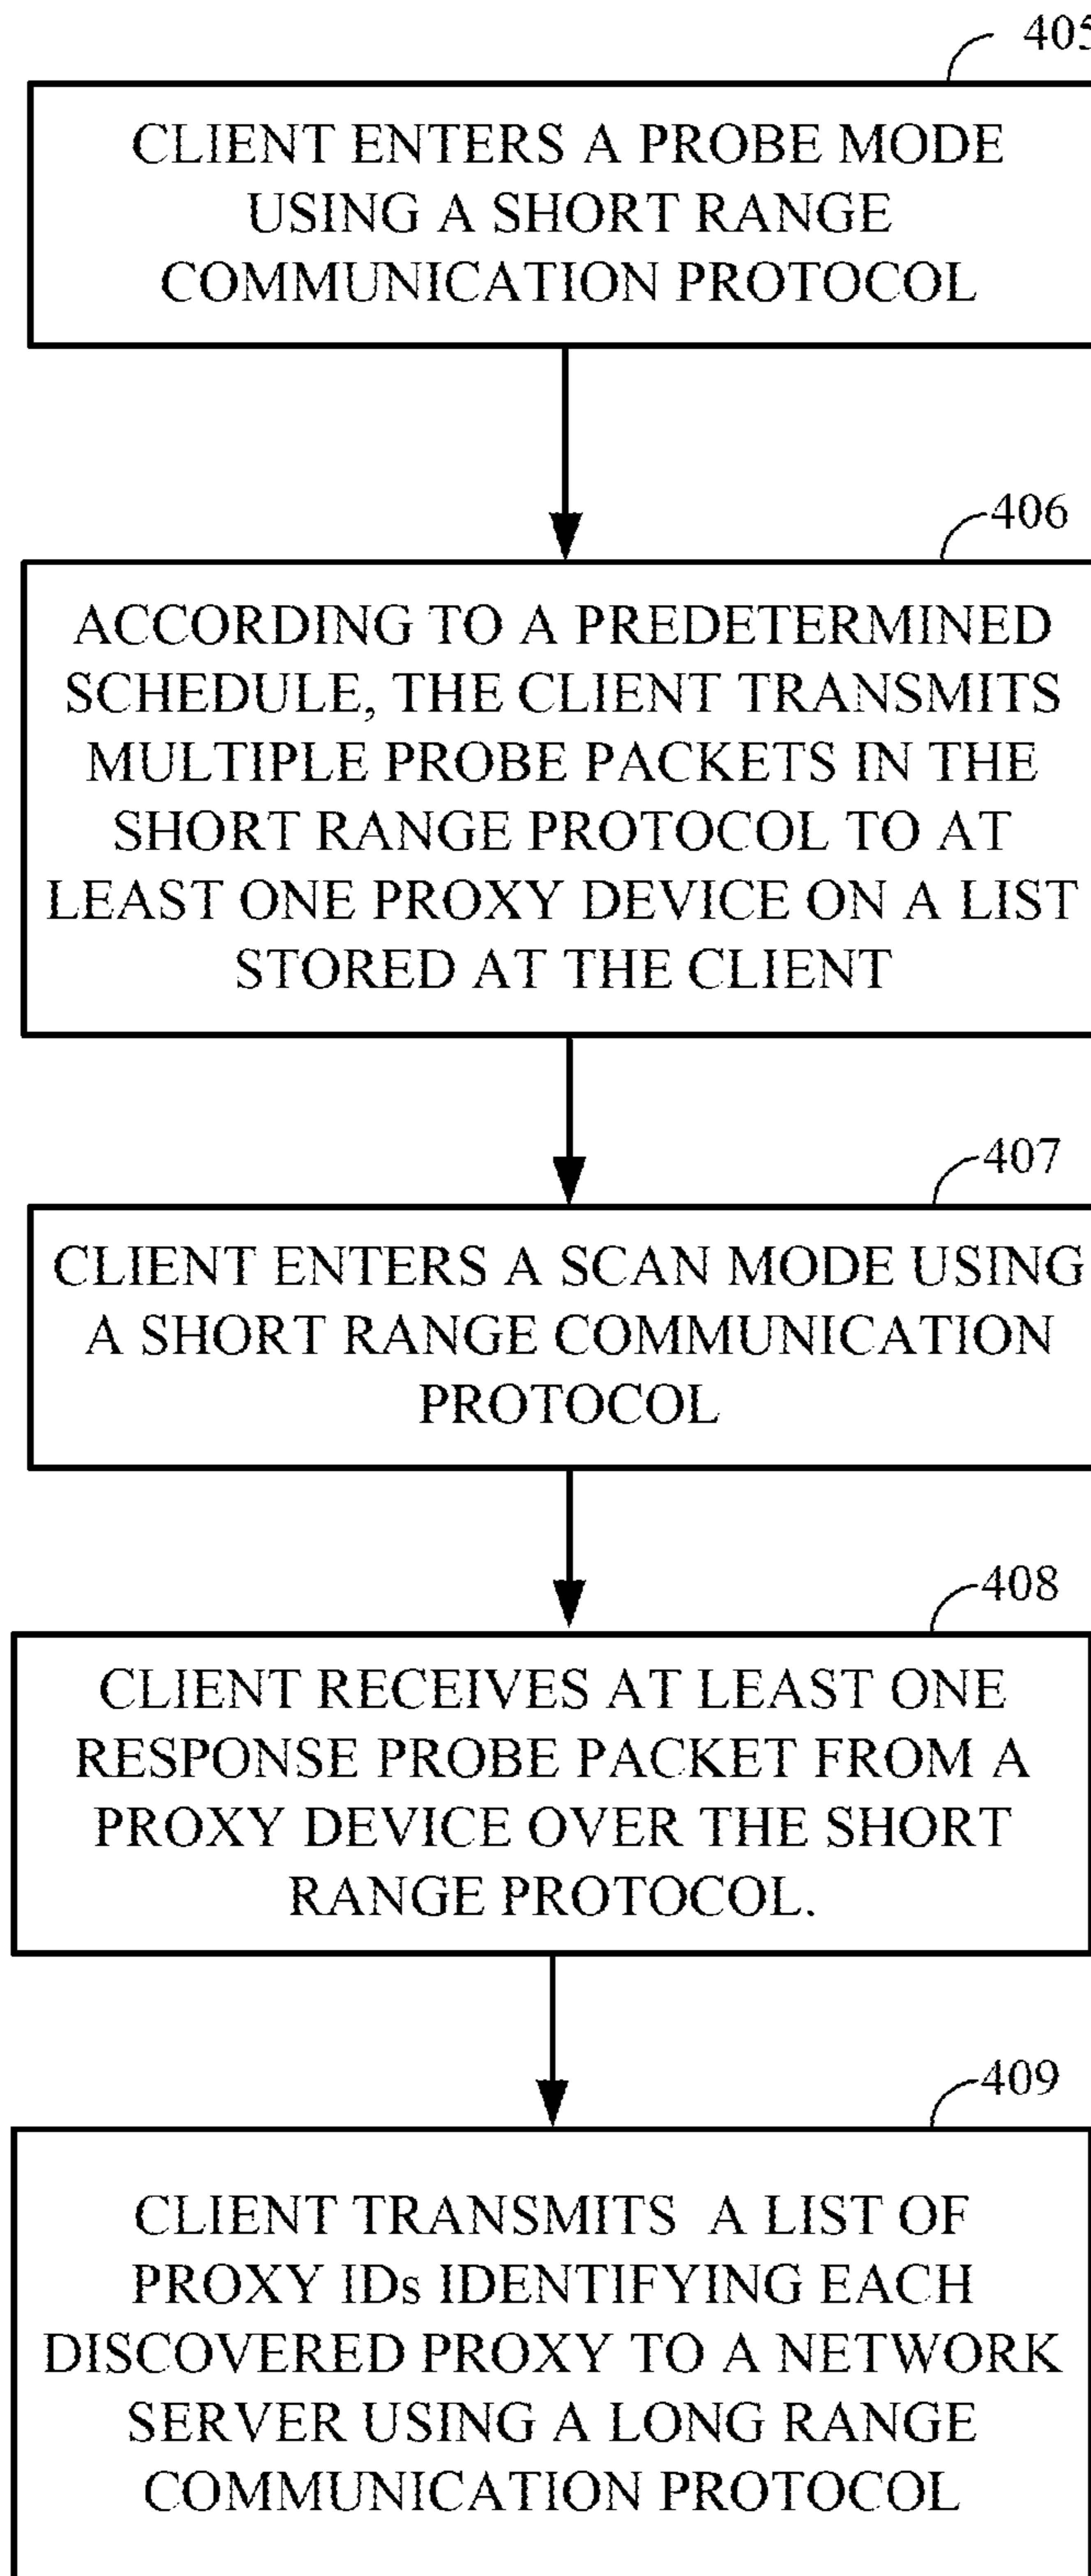 405
CLIENT ENTERS A PROBE MODE
USING A SHORT RANGE
COMMUNICATION PROTOCOL
406
ACCORDING TO A PREDETERMINED
SCHEDULE, THE CLIENT TRANSMITS
MULTIPLE PROBE PACKETS IN THE
SHORT RANGE PROTOCOL TO AT
LEAST ONE PROXY DEVICE ON A LIST
STORED AT THE CLIENT
407
CLIENT ENTERS A SCAN MODE USING
A SHORT RANGE COMMUNICATION
PROTOCOL
408
CLIENT RECEIVES AT LEAST ONE
RESPONSE PROBE PACKET FROM A
PROXY DEVICE OVER THE SHORT
RANGE PROTOCOL.
409
CLIENT TRANSMITS A LIST OF
PROXY IDs IDENTIFYING EACH
DISCOVERED PROXY TO A NETWORK
SERVER USING A LONG RANGE
COMMUNICATION PROTOCOL